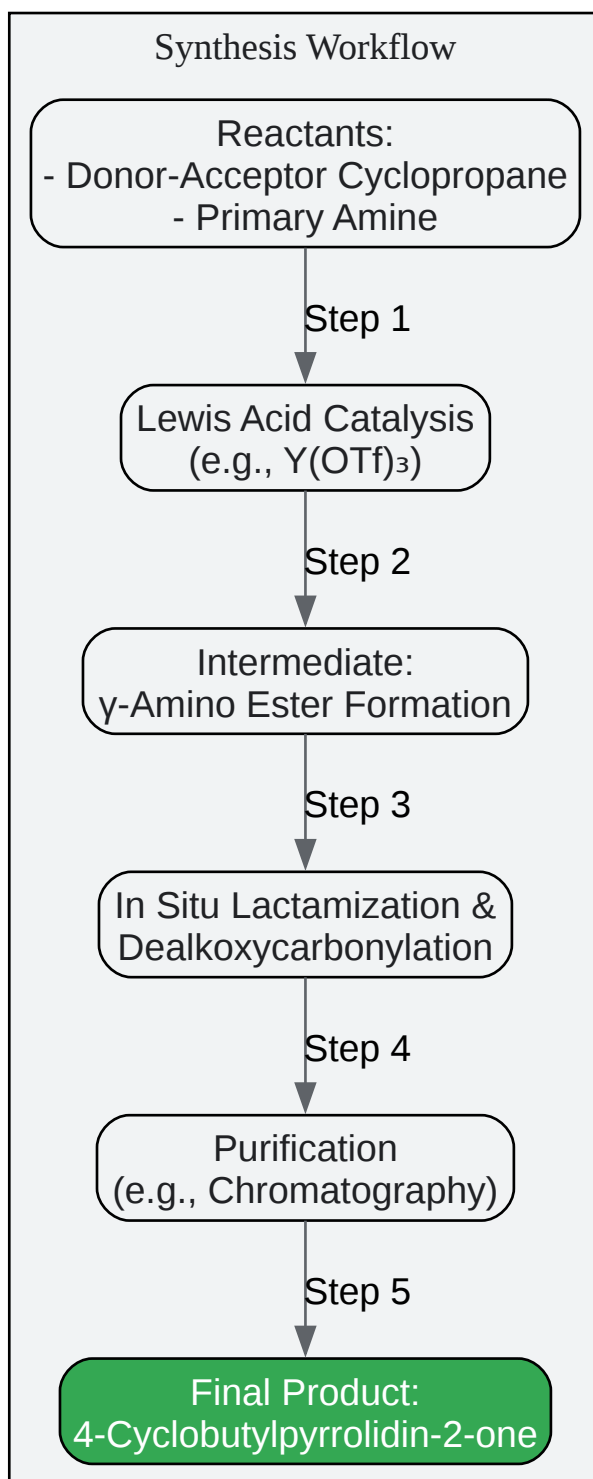 Synthesis Workflow
Reactants:
- Donor-Acceptor Cyclopropane
- Primary Amine
Step 1
Lewis Acid Catalysis
(e.g., Y(OTf)₃)
Step 2
Intermediate:
γ-Amino Ester Formation
Step 3
In Situ Lactamization &
Dealkoxycarbonylation
Step 4
Purification
(e.g., Chromatography)
Step 5
Final Product:
4-Cyclobutylpyrrolidin-2-one